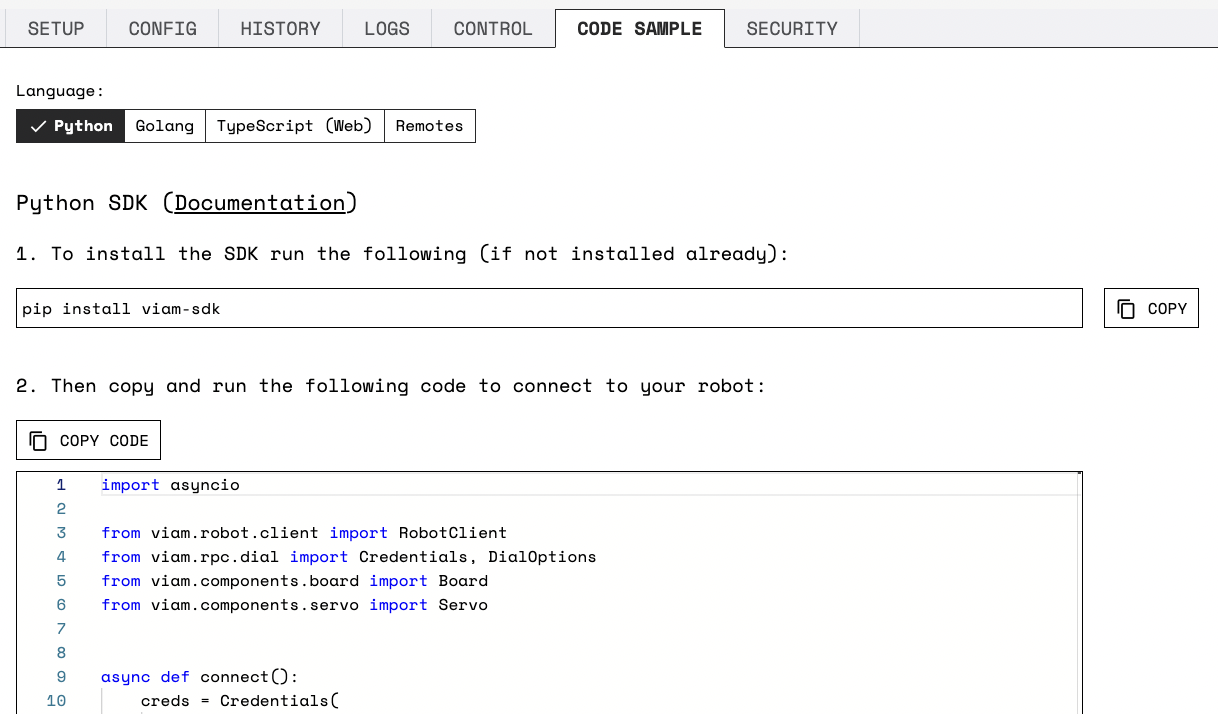 SETUP CONFIG HISTORY LOGS CONTROL CODE SAMPLE SECURITY
Language:
Python Golang TypeScript (Web) Remotes
Python SDK (Documentation)
1. To install the SDK run the following (if not installed already):
pip install viam-sdk COPY
2. Then copy and run the following code to connect to your robot:
COPY CODE
1 import asyncio
2
3 from viam.robot.client import RobotClient
4 from viam.rpc.dial import Credentials, DialOptions
5 from viam.components.board import Board
6 from viam.components.servo import Servo
7
8
9 async def connect():
10     creds = Credentials(